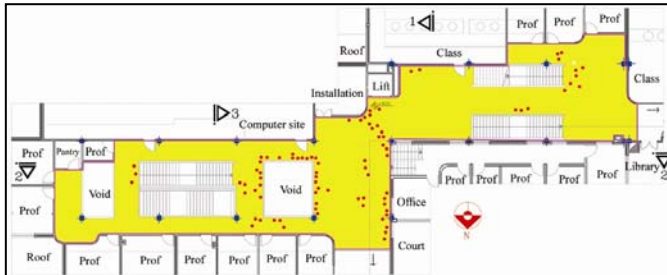 Prof
Prof Prof Prof
1
Roof
Class
Class
Installation
Lift
3
Computer site
Prof
Pantry
Prof
2
Void
Void
Prof
Prof
Prof
Prof
Prof
Prof
Prof
Library
2
Office
Court
N
Roof
Prof
Prof
Prof
Prof
Prof
Prof